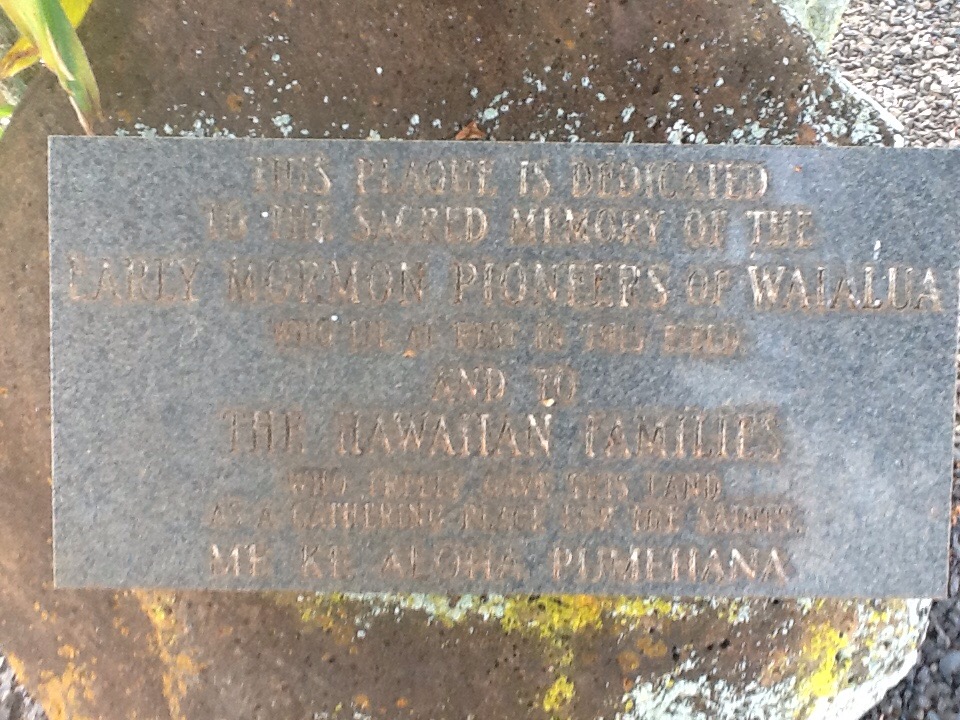 THIS PLAQUE IS DEDICATED
TO THE SACRED MEMORY OF THE
EARLY MORMON PIONEERS OF WAIALUA
WHO LIE AT REST IN THIS FIELD
AND TO
THE HAWAIIAN FAMILIES
WHO FREELY GAVE THIS LAND
AS A GATHERING PLACE FOR THE SAINTS.
ME KE ALOHA PUMEHANA